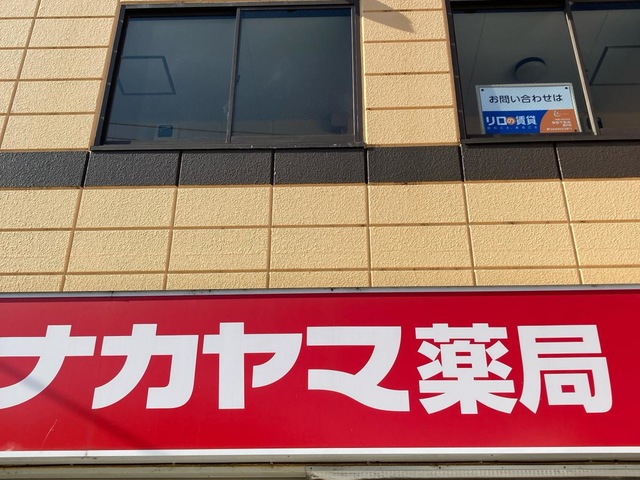 お問い合わせは
リロの賃貸
ナカヤマ薬局